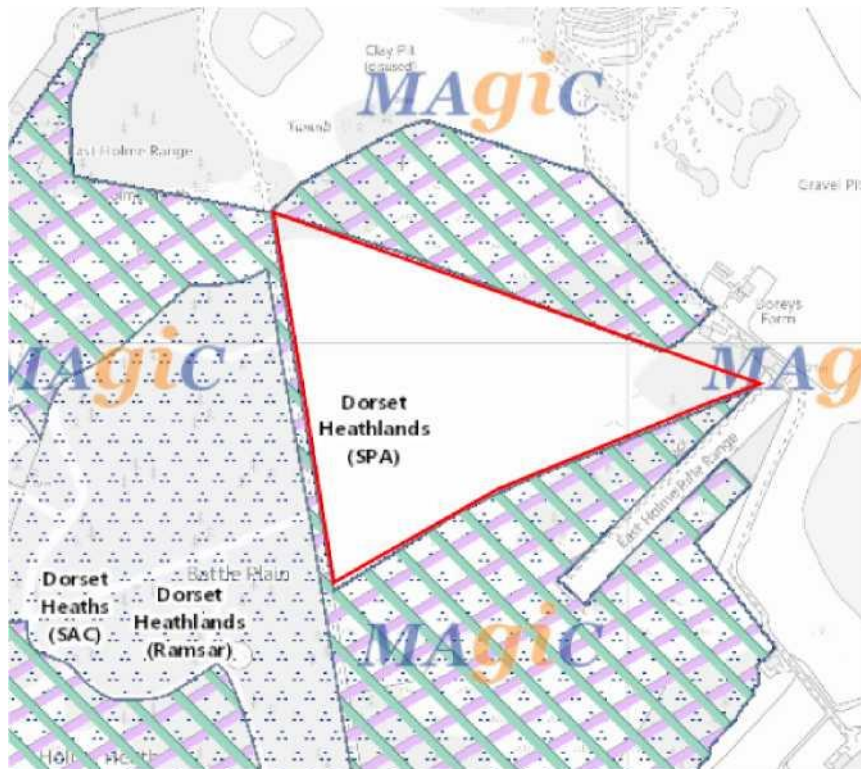 Clay Pit
(disused)
MAgiC
Tumuli
East Holme Range
Gravel Pit
Doreys
Farm
MAgiC
MAgiC
Dorset
Heathlands
(SPA)
East Holme Rifle Range
Battle Plain
Dorset
Heaths
(SAC)
Dorset
Heathlands
(Ramsar)
MAgiC